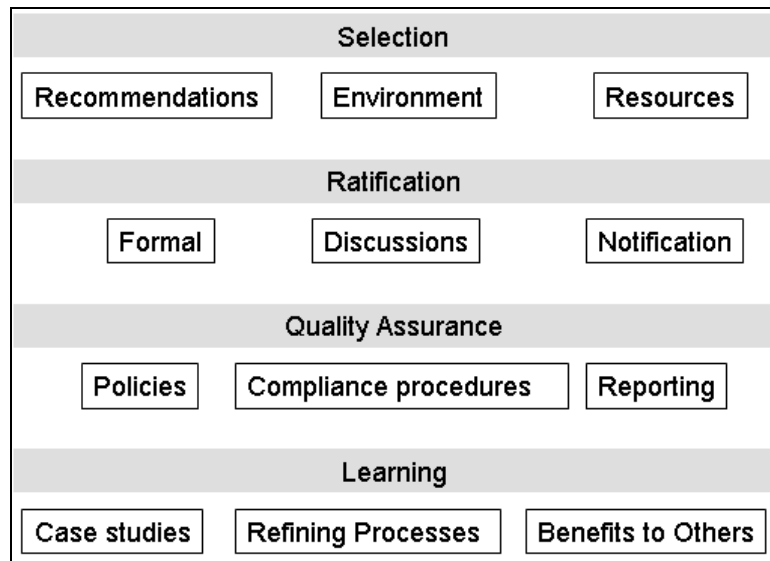 Selection
Recommendations Environment Resources
Ratification
Formal Discussions Notification
Quality Assurance
Policies Compliance procedures Reporting
Learning
Case studies Refining Processes Benefits to Others